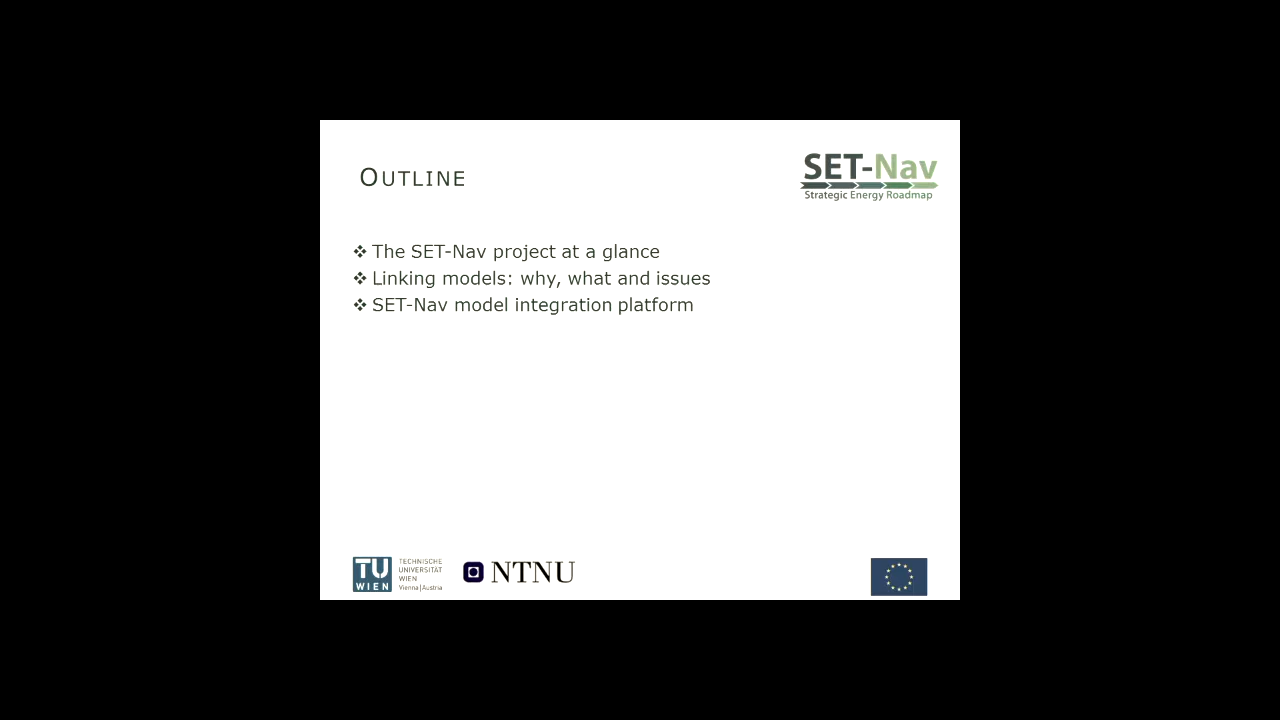 OUTLINE
SET-Nav
Strategic Energy Roadmap
❖ The SET-Nav project at a glance
❖ Linking models: why, what and issues
❖ SET-Nav model integration platform
TU
WIEN
TECHNISCHE
UNIVERSITÄT
WIEN
Vienna|Austria
NTNU